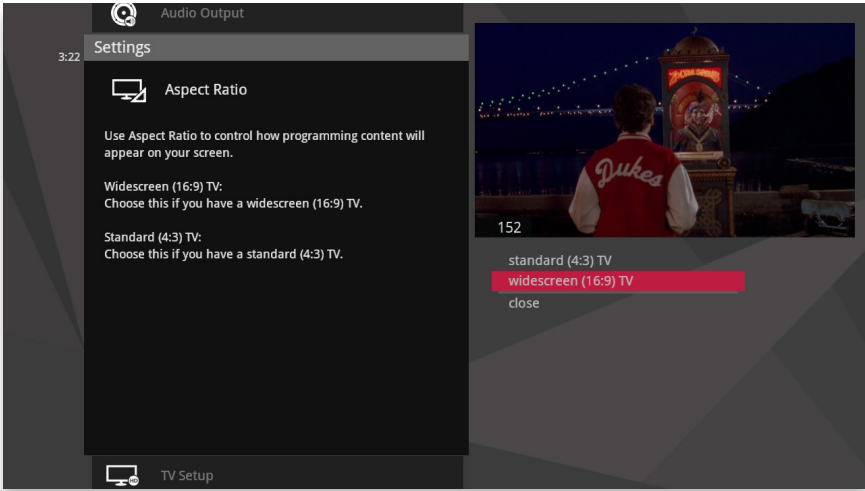 Audio Output
3:22
Settings
Aspect Ratio
Use Aspect Ratio to control how programming content will
appear on your screen.
Widescreen (16:9) TV:
Choose this if you have a widescreen (16:9) TV.
Standard (4:3) TV:
Choose this if you have a standard (4:3) TV.
TV Setup
HD
ZOLTAR SPEAKS
Dukes
152
standard (4:3) TV
widescreen (16:9) TV
close